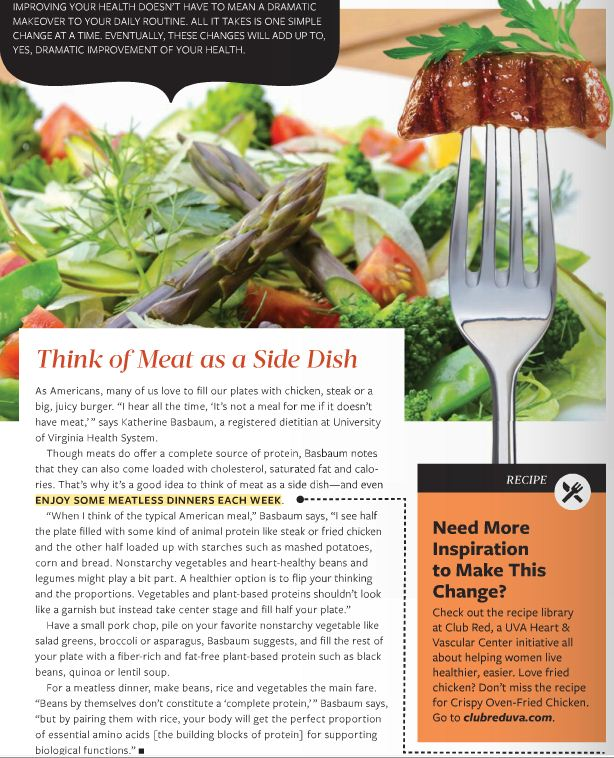 IMPROVING YOUR HEALTH DOESN'T HAVE TO MEAN A DRAMATIC
MAKEOVER TO YOUR DAILY ROUTINE. ALL IT TAKES IS ONE SIMPLE
CHANGE AT A TIME. EVENTUALLY, THESE CHANGES WILL ADD UP TO,
YES, DRAMATIC IMPROVEMENT OF YOUR HEALTH.
Think of Meat as a Side Dish
As Americans, many of us love to fill our plates with chicken, steak or a
big, juicy burger. “I hear all the time, ‘It’s not a meal for me if it doesn’t
have meat,’” says Katherine Basbaum, a registered dietitian at University
of Virginia Health System.
Though meats do offer a complete source of protein, Basbaum notes
that they can also come loaded with cholesterol, saturated fat and calo-
ries. That’s why it’s a good idea to think of meat as a side dish—and even
ENJOY SOME MEATLESS DINNERS EACH WEEK.
“When I think of the typical American meal,” Basbaum says, “I see half
the plate filled with some kind of animal protein like steak or fried chicken
and the other half loaded up with starches such as mashed potatoes,
corn and bread. Nonstarchy vegetables and heart-healthy beans and
legumes might play a bit part. A healthier option is to flip your thinking
and the proportions. Vegetables and plant-based proteins shouldn’t look
like a garnish but instead take center stage and fill half your plate.”
Have a small pork chop, pile on your favorite nonstarchy vegetable like
salad greens, broccoli or asparagus, Basbaum suggests, and fill the rest of
your plate with a fiber-rich and fat-free plant-based protein such as black
beans, quinoa or lentil soup.
For a meatless dinner, make beans, rice and vegetables the main fare.
“Beans by themselves don’t constitute a ‘complete protein,’” Basbaum says,
“but by pairing them with rice, your body will get the perfect proportion
of essential amino acids [the building blocks of protein] for supporting
biological functions.” ■
RECIPE
Need More
Inspiration
to Make This
Change?
Check out the recipe library
at Club Red, a UVA Heart &
Vascular Center initiative all
about helping women live
healthier, easier. Love fried
chicken? Don’t miss the recipe
for Crispy Oven-Fried Chicken.
Go to clubreduva.com.